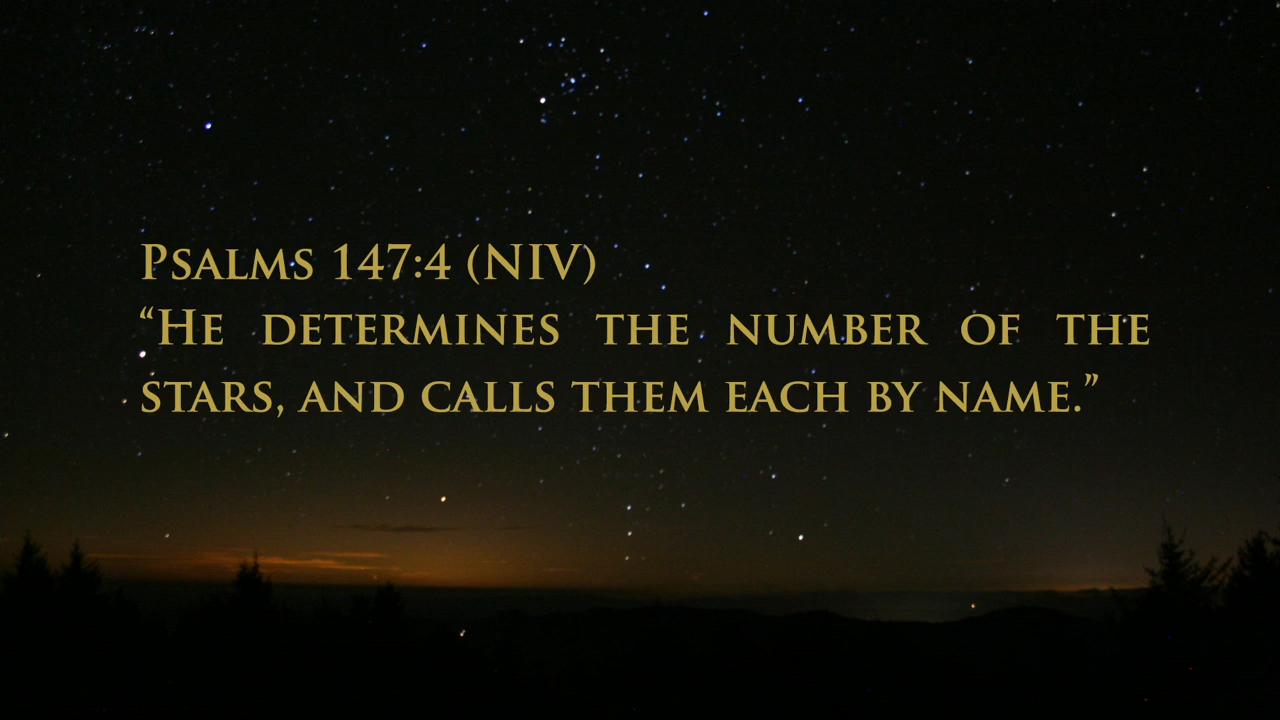 Psalms 147:4 (NIV)
“He determines the number of the
stars, and calls them each by name.”